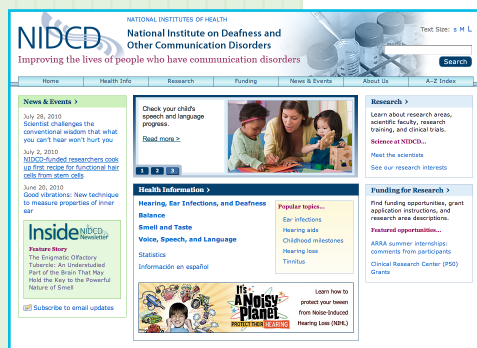 NATIONAL INSTITUTES OF HEALTH
NIDCD
National Institute on Deafness and
Other Communication Disorders
Improving the lives of people who have communication disorders
Text Size: S M L
Search
Home
Health Info
Research
Funding
News & Events
About Us
A–Z Index
News & Events >
July 28, 2010
Scientist challenges the
conventional wisdom that what
you can't hear won't hurt you
July 2, 2010
NIDCD-funded researchers cook
up first recipe for functional hair
cells from stem cells
June 20, 2010
Good vibrations: New technique
to measure properties of inner
ear
Inside NIDCD
Newsletter
Feature Story
The Enigmatic Olfactory
Tubercle: An Understudied
Part of the Brain That May
Hold the Key to the Powerful
Nature of Smell
Subscribe to email updates
Check your child's
speech and language
progress.
Read more >
1 2 3
Health Information >
Hearing, Ear Infections, and Deafness
Balance
Smell and Taste
Voice, Speech, and Language
Statistics
Información en español
Popular topics...
Ear infections
Hearing aids
Childhood milestones
Hearing loss
Tinnitus
IT'S A
NOISY
PLANET
PROTECT THEIR HEARING
Learn how to
protect your tween
from Noise-Induced
Hearing Loss (NIHL)
Research >
Learn about research areas,
scientific faculty, research
training, and clinical trials.
Science at NIDCD...
Meet the scientists
See our research interests
Funding for Research >
Find funding opportunities, grant
application instructions, and
research area descriptions.
Featured opportunities...
ARRA summer internships:
comments from participants
Clinical Research Center (P50)
Grants